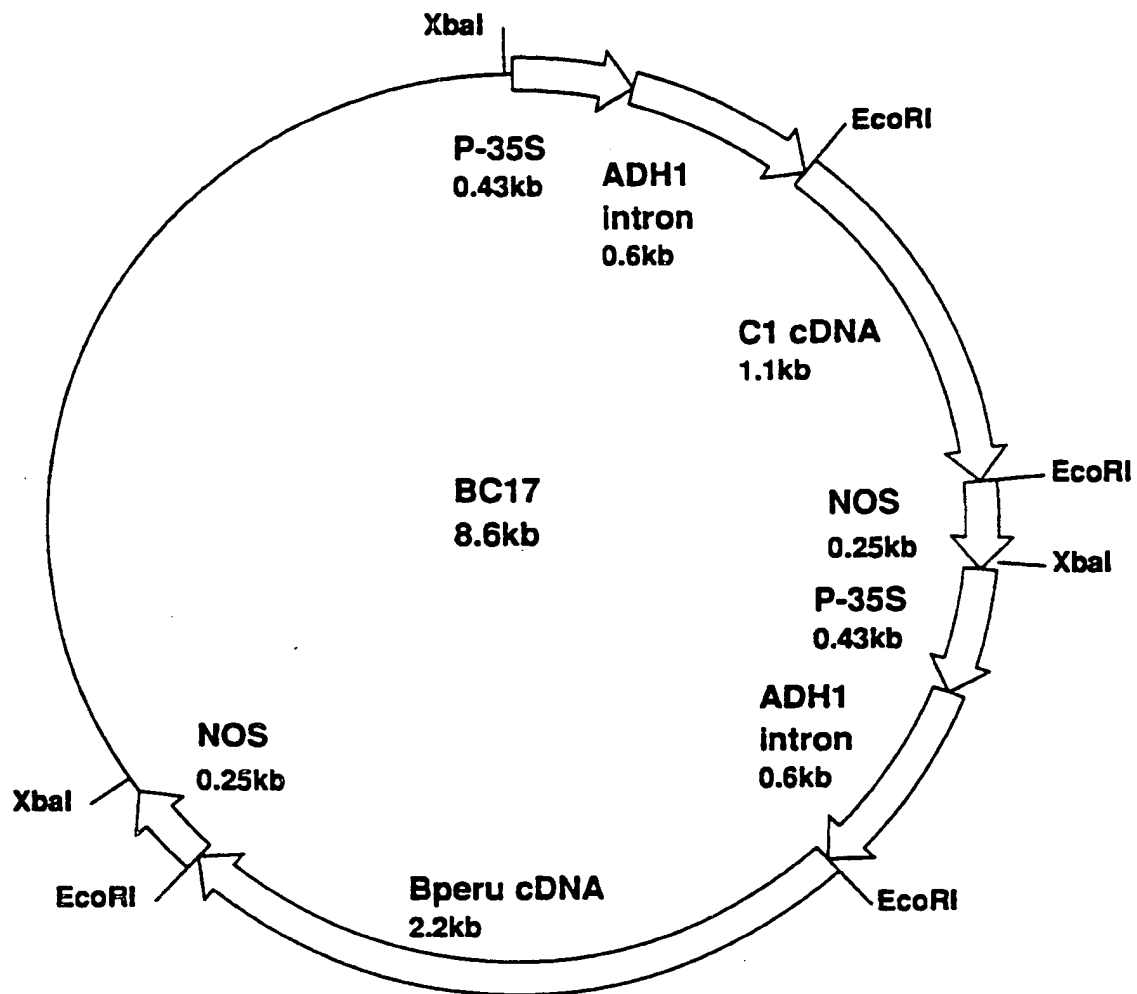 XbaI
EcoRI
P-35S
0.43kb
ADH1
intron
0.6kb
C1 cDNA
1.1kb
EcoRI
BC17
8.6kb
NOS
0.25kb
XbaI
P-35S
0.43kb
ADH1
intron
0.6kb
NOS
0.25kb
XbaI
EcoRI
Bperu cDNA
2.2kb
EcoRI